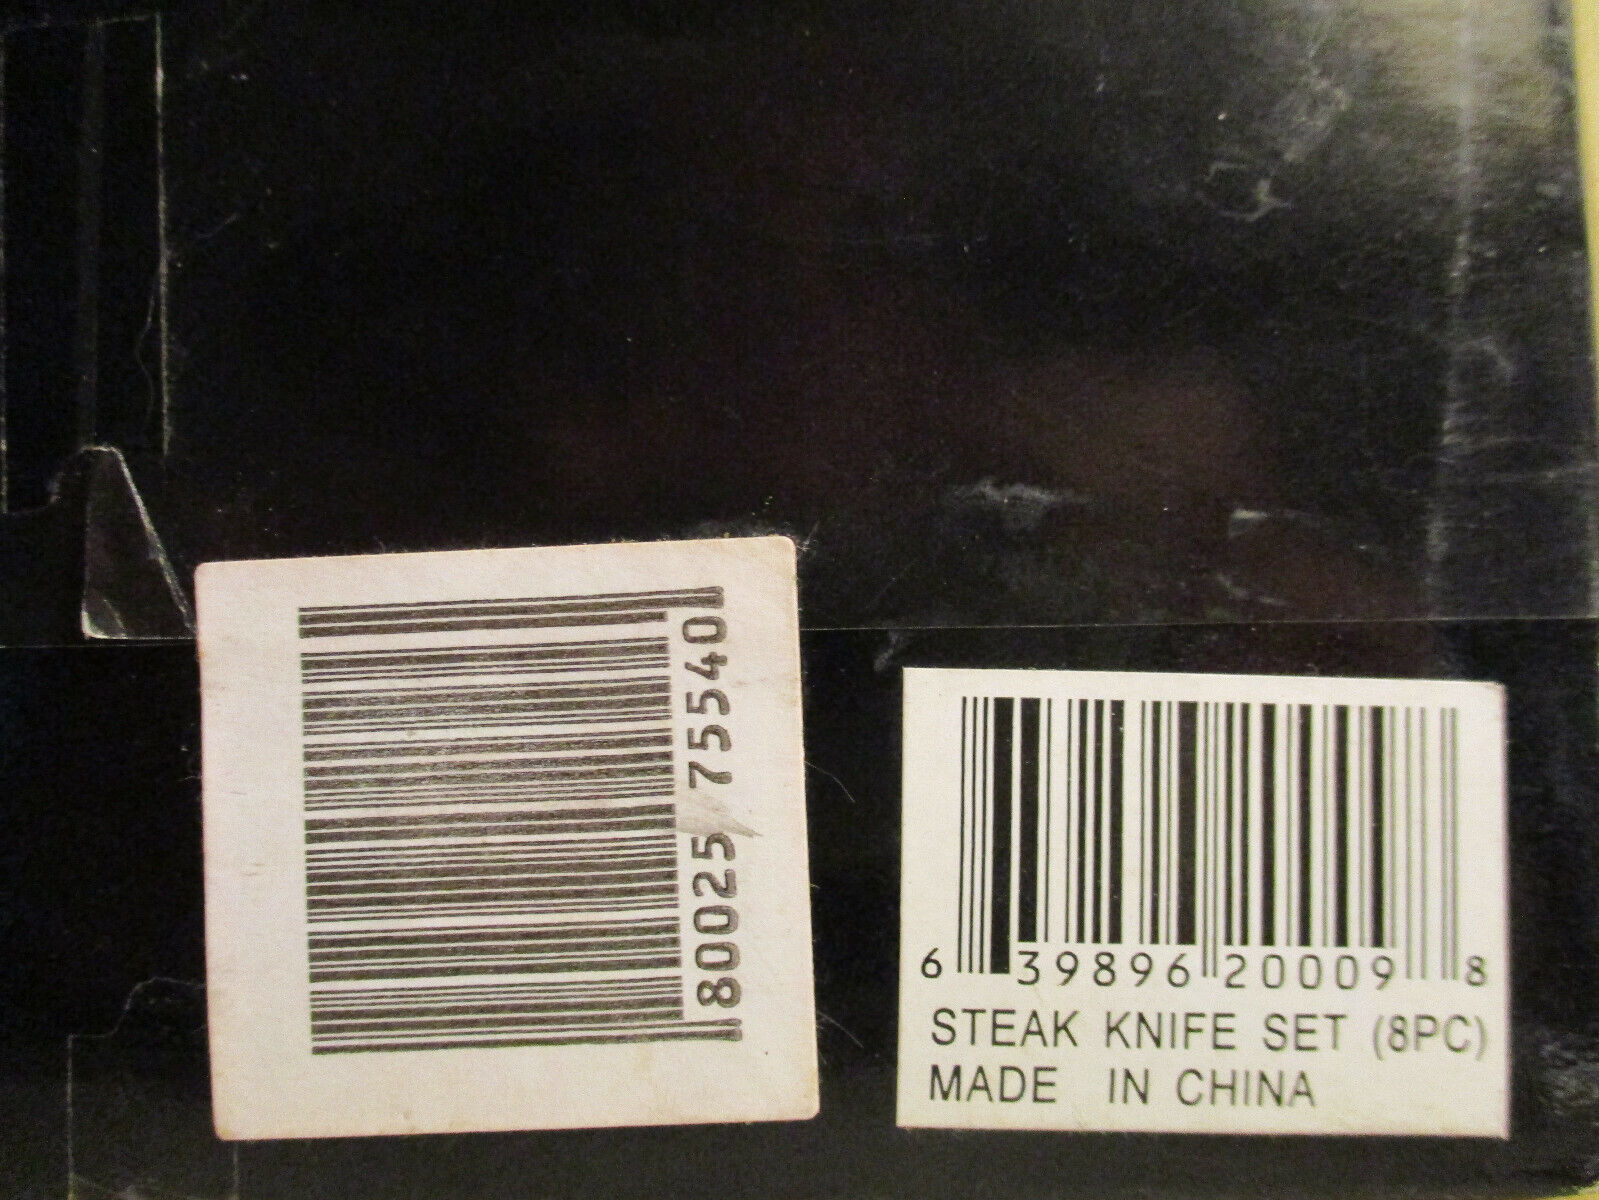 80025 75540
6 39896 20009 8
STEAK KNIFE SET (8PC)
MADE IN CHINA